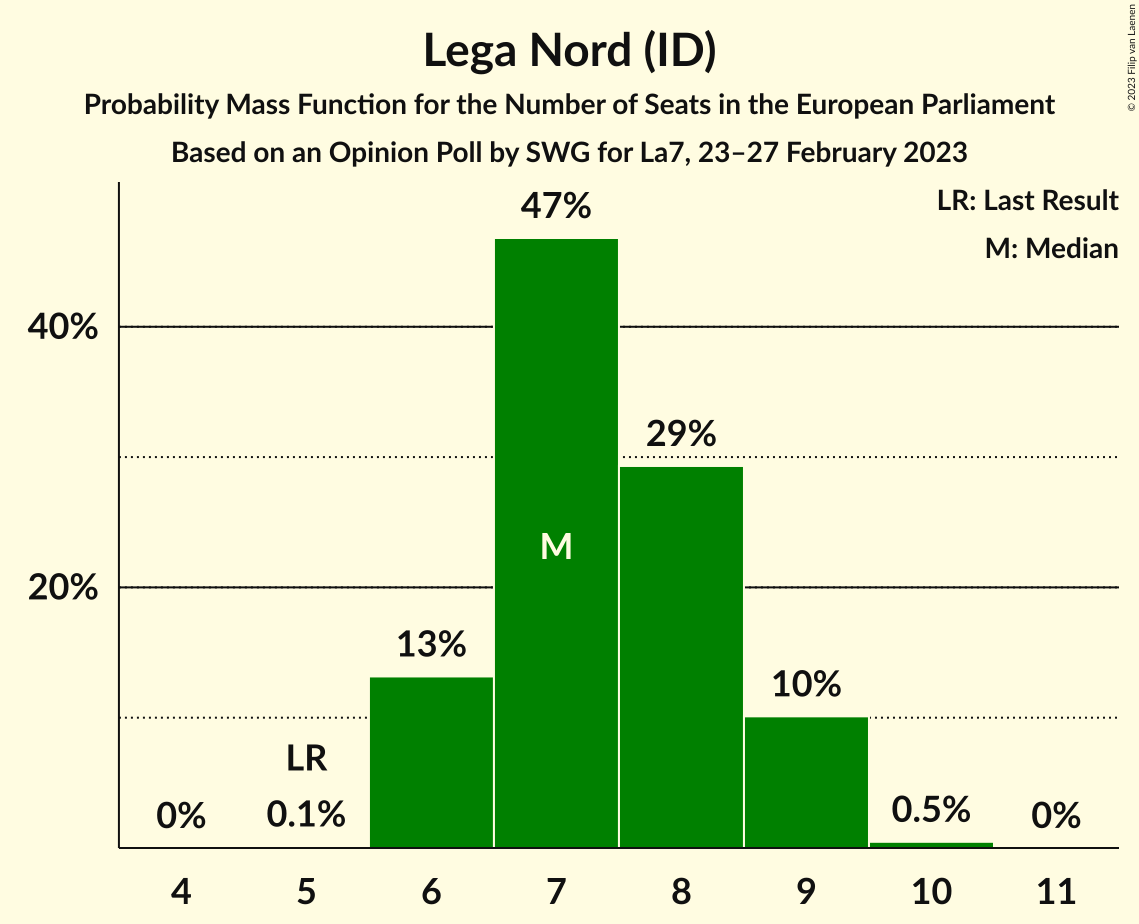 Lega Nord (ID)
Probability Mass Function for the Number of Seats in the European Parliament
Based on an Opinion Poll by SWG for La7, 23–27 February 2023
© 2023 Filip van Laenen
LR: Last Result
M: Median
47%
40%
29%
M
20%
13%
10%
LR
0%
0.1%
0.5%
0%
4 5 6 7 8 9 10 11